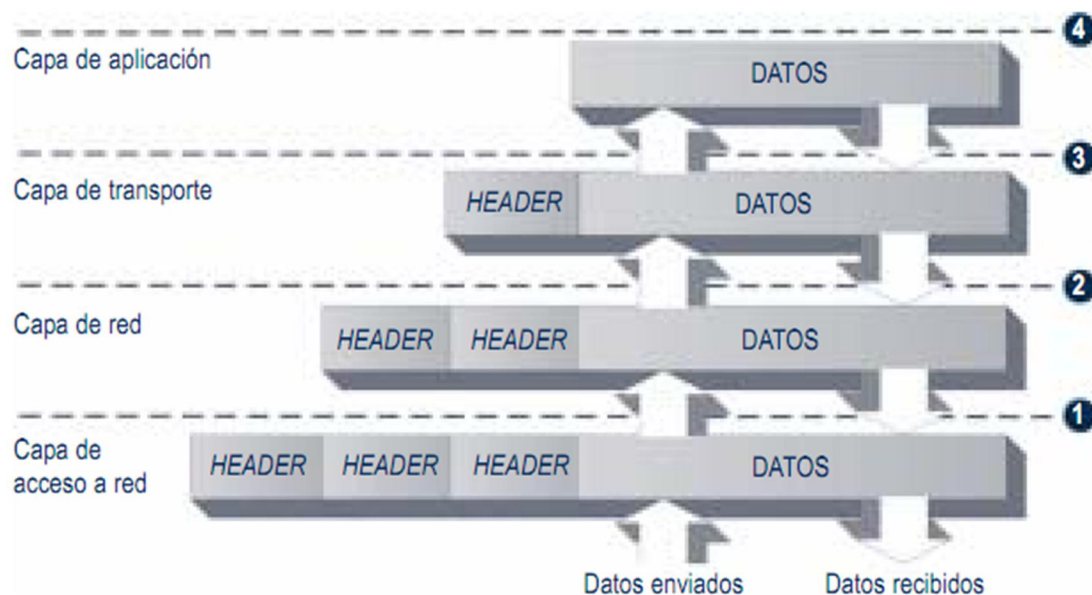 4
Capa de aplicación
DATOS
3
Capa de transporte
HEADER
DATOS
2
Capa de red
HEADER
HEADER
DATOS
1
Capa de
acceso a red
HEADER
HEADER
HEADER
DATOS
Datos enviados
Datos recibidos